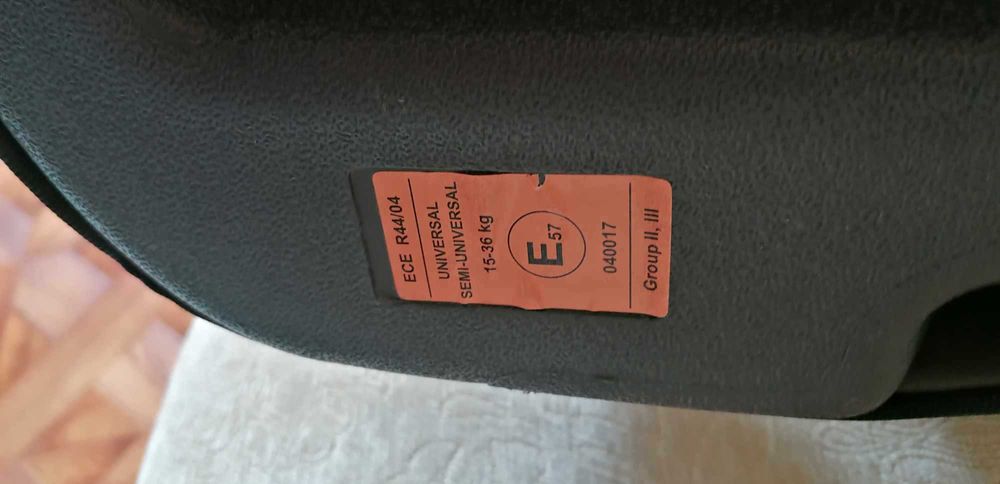 ECE R44/04
UNIVERSAL
SEMI-UNIVERSAL
15-36 kg
E 57
040017
Group II, III